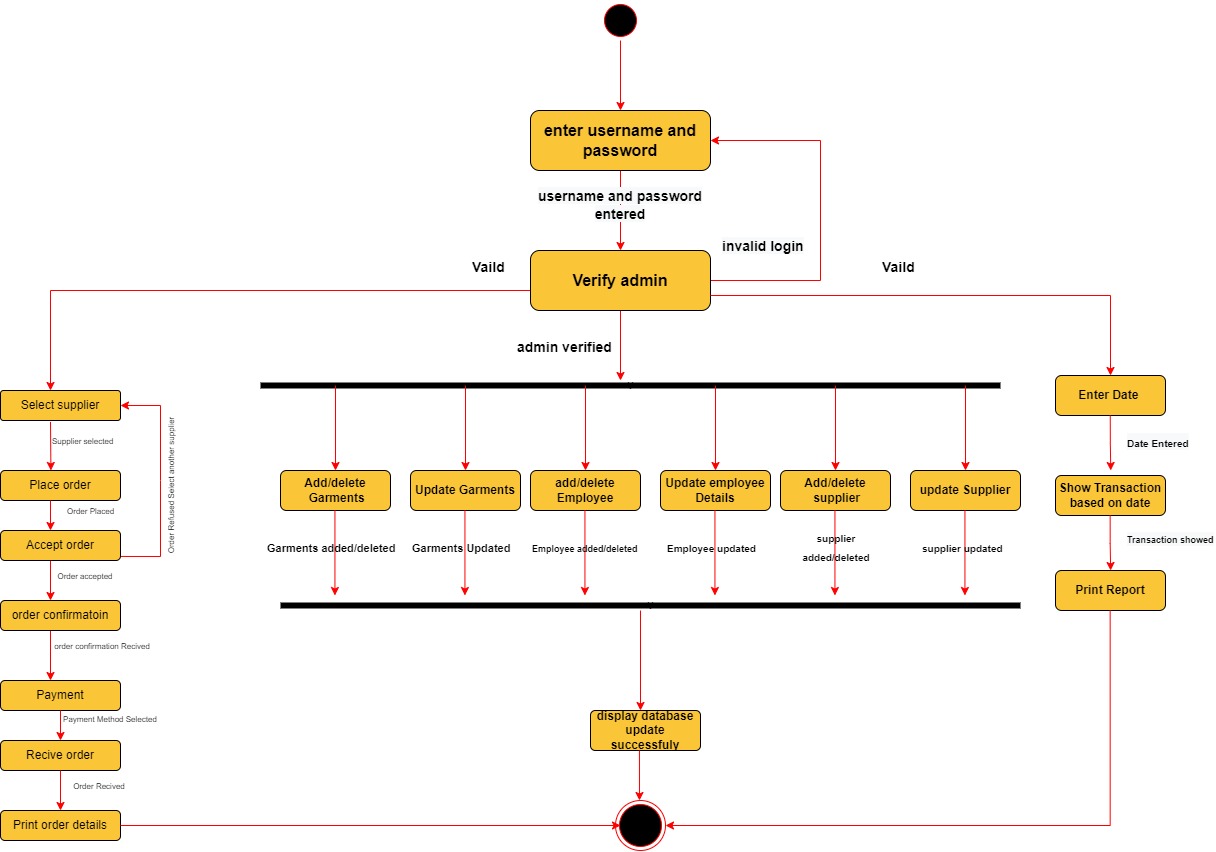 enter username and
password
username and password
entered
invalid login
Vaild
Vaild
Verify admin
admin verified
Select supplier
Supplier selected
Place order
Order Placed
Accept order
Order Refused Select another supplier
Order accepted
order confirmatoin
order confirmation Recived
Payment
Payment Method Selected
Recive order
Order Recived
Print order details
Add/delete
Garments
Update Garments
add/delete
Employee
Update employee
Details
Add/delete
supplier
update Supplier
Garments added/deleted
Garments Updated
Employee added/deleted
Employee updated
supplier
added/deleted
supplier updated
display database
update
successfuly
Enter Date
Date Entered
Show Transaction
based on date
Transaction showed
Print Report